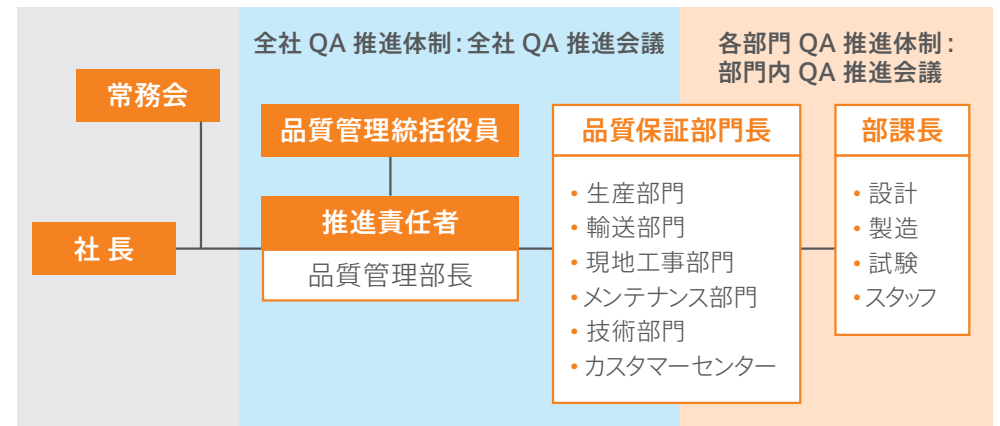 全社 QA 推進体制：全社 QA 推進会議
各部門 QA 推進体制：
部門内 QA 推進会議
常務会
社長
品質管理統括役員
推進責任者
品質管理部長
品質保証部門長
• 生産部門
• 輸送部門
• 現地工事部門
• メンテナンス部門
• 技術部門
• カスタマーセンター
部課長
• 設計
• 製造
• 試験
• スタッフ